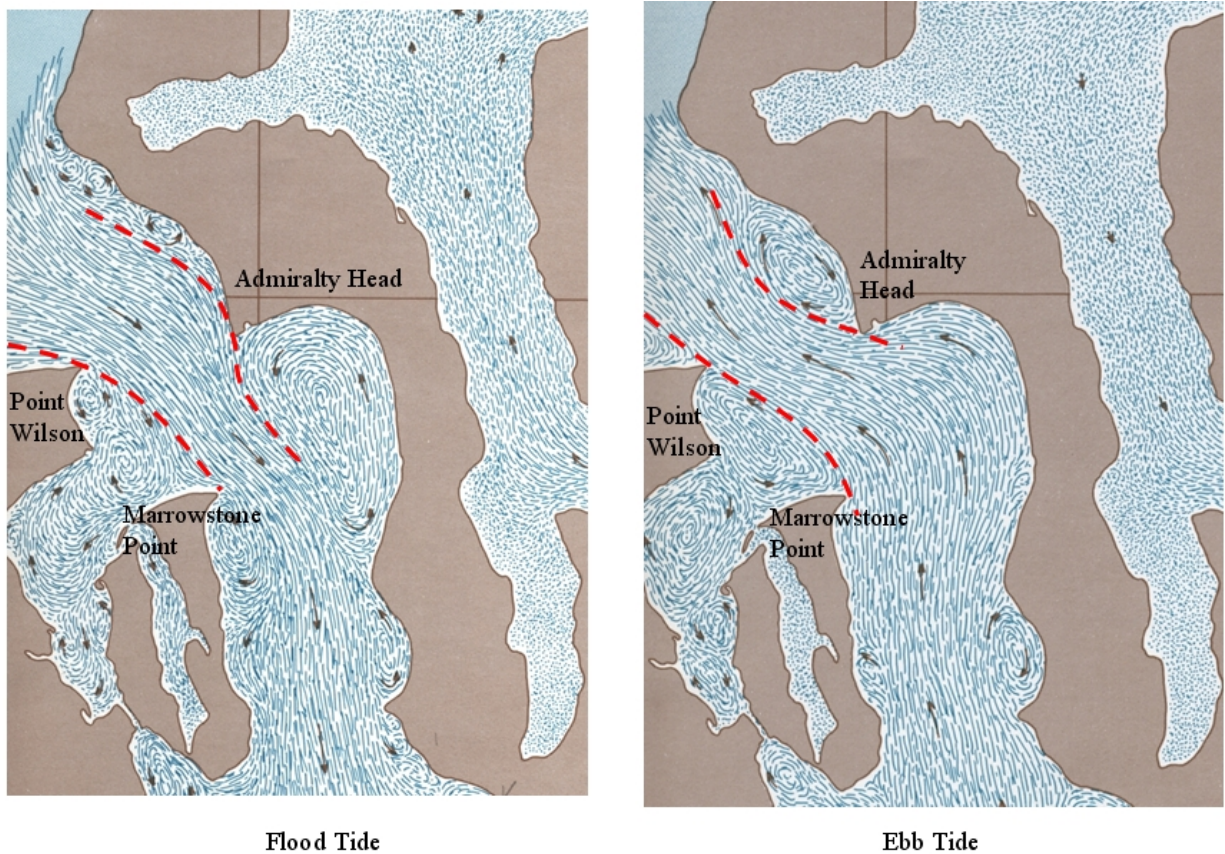 Admiralty Head
Point
Wilson
Marrowstone
Point
Flood Tide
Admiralty
Head
Point
Wilson
Marrowstone
Point
Ebb Tide